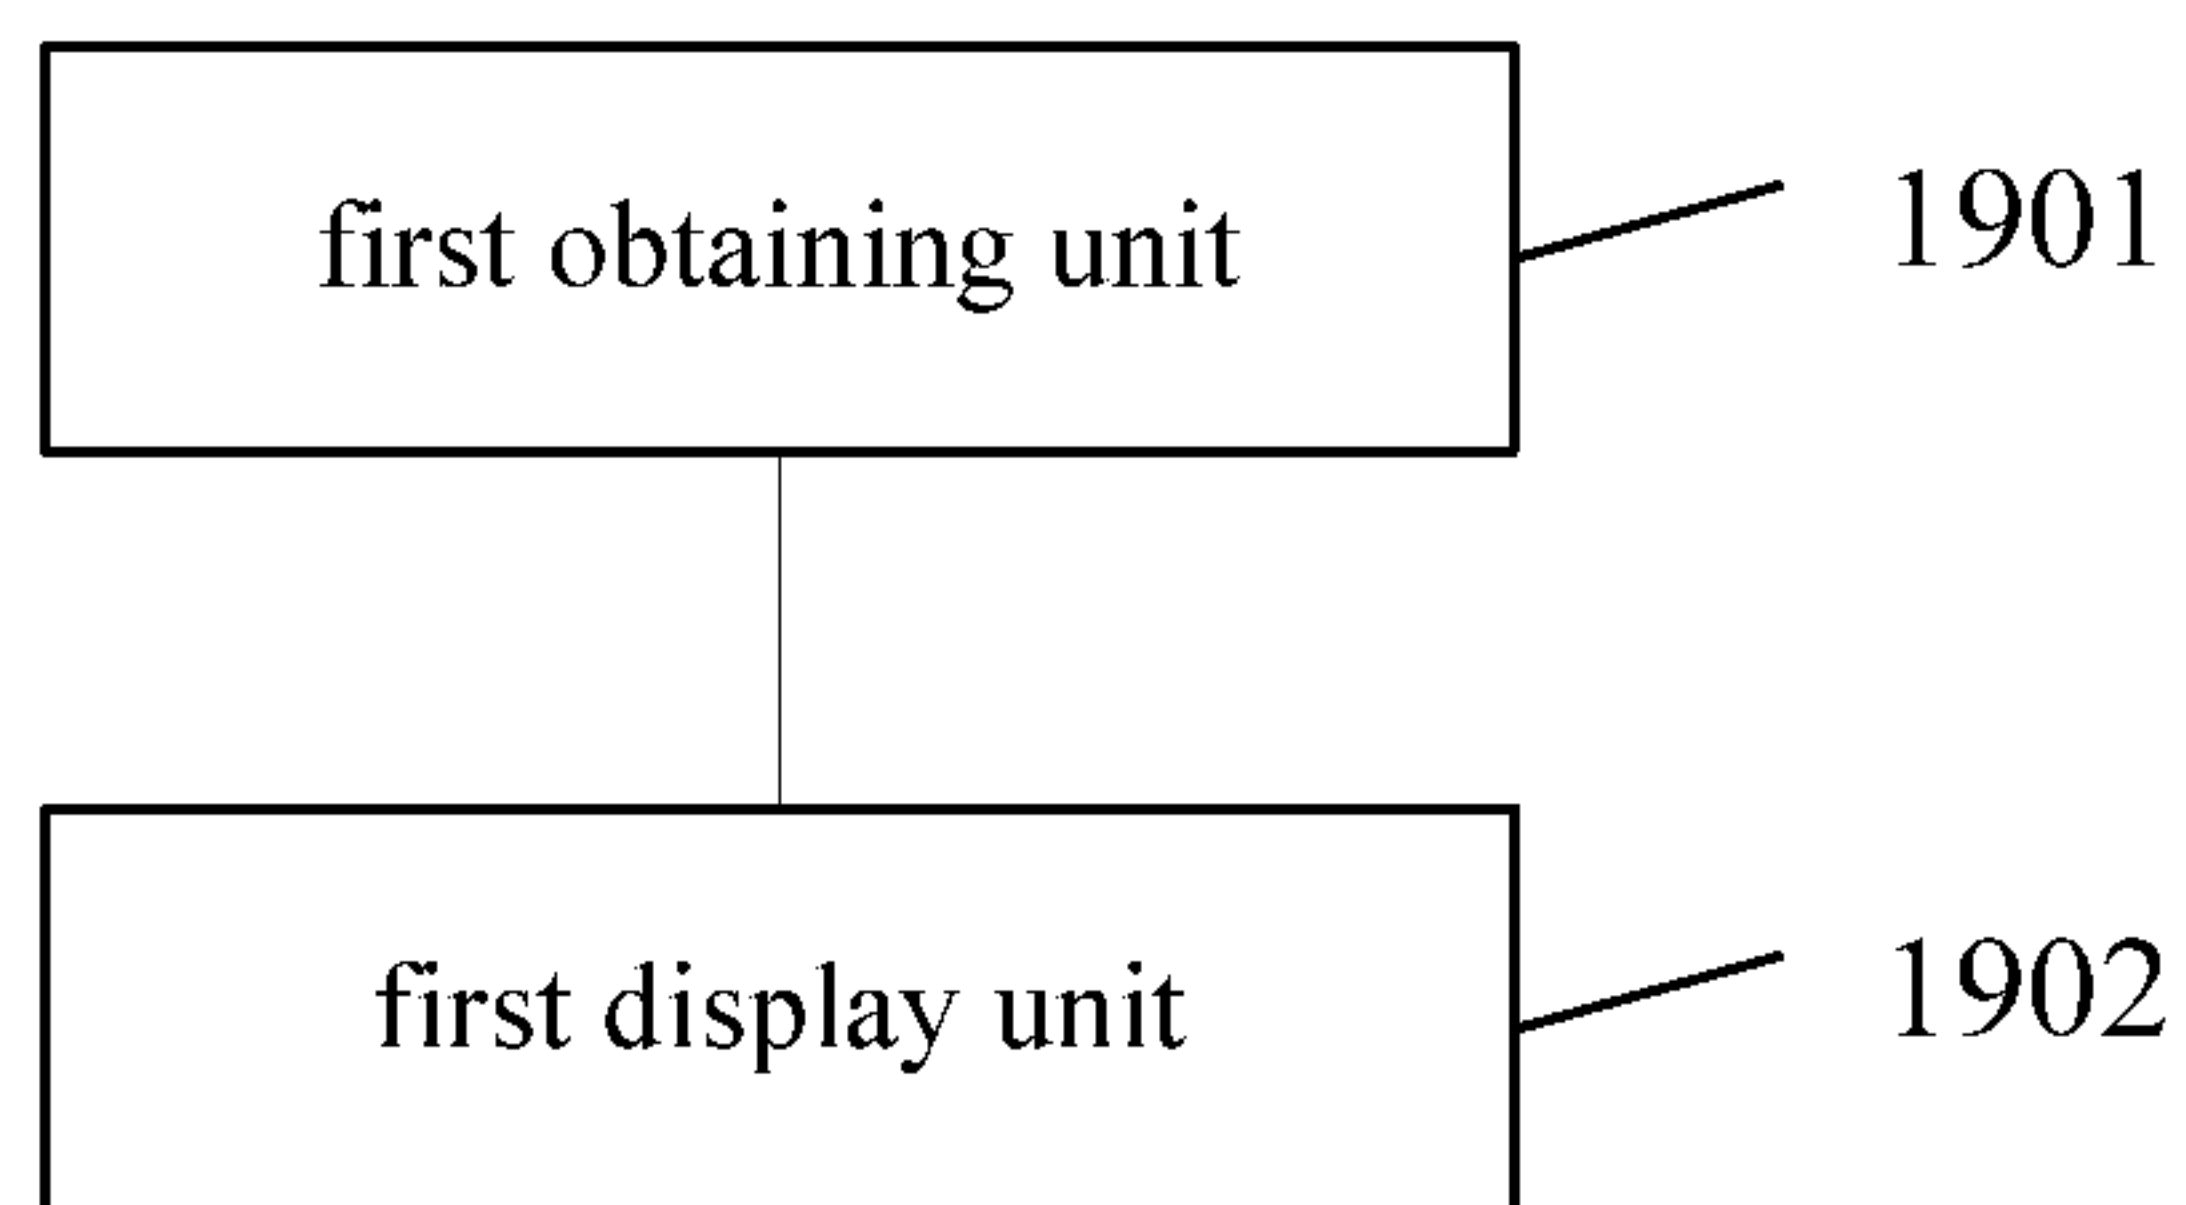 first obtaining unit
1901
first display unit
1902